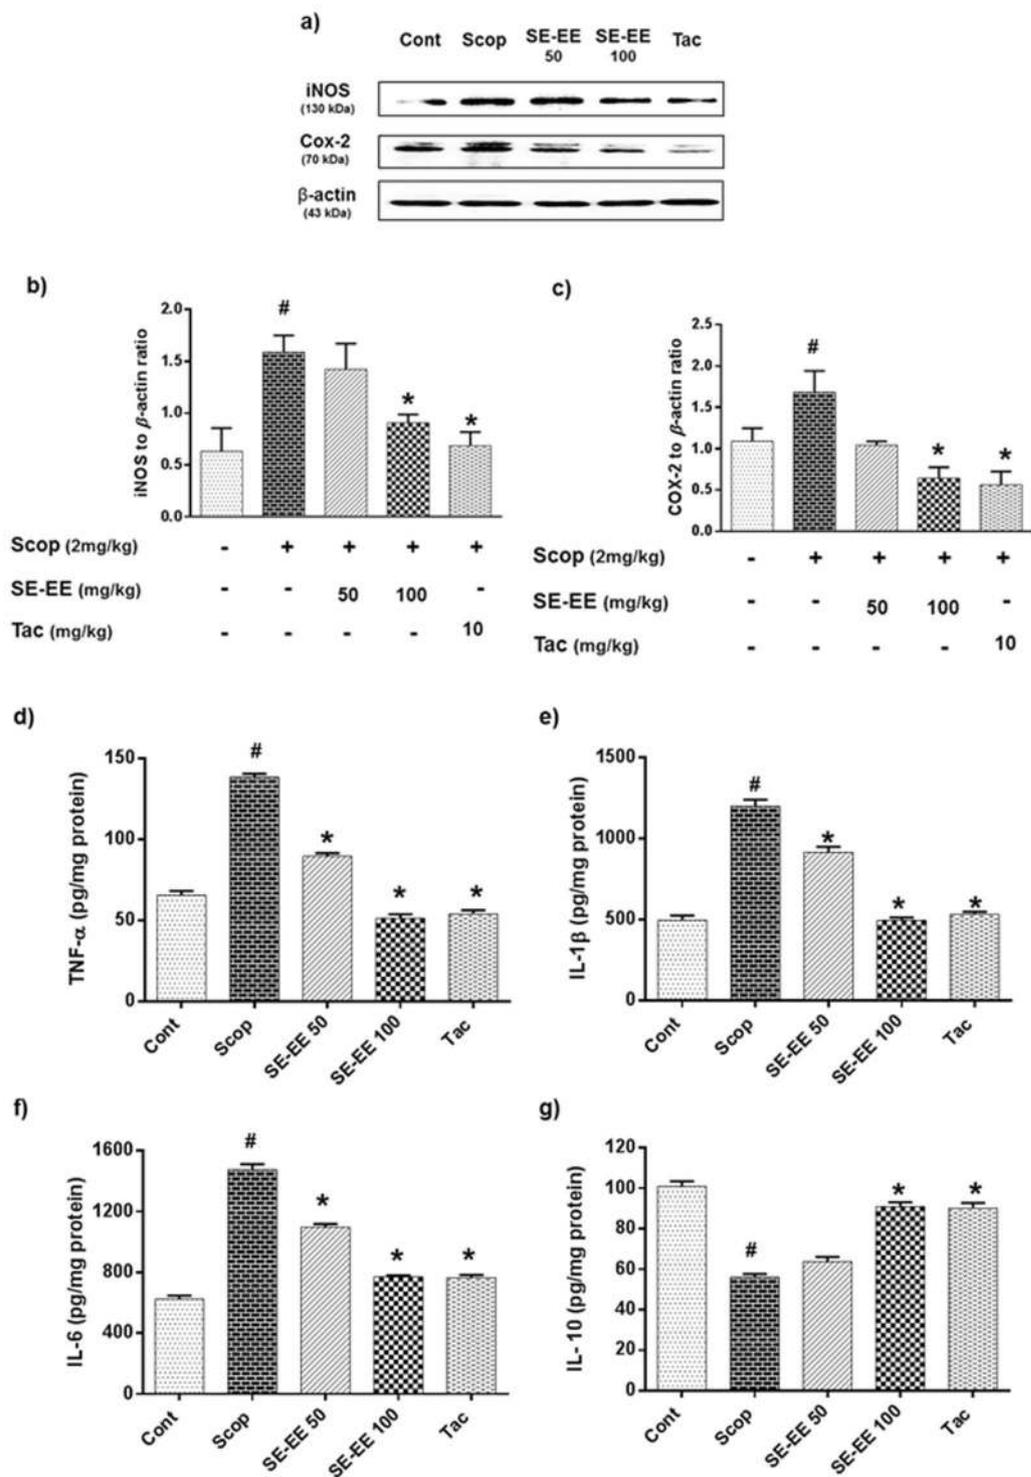 a)
Cont Scop SE-EE 50 SE-EE 100 Tac
iNOS
(130 kDa)
Cox-2
(70 kDa)
β-actin
(43 kDa)
b)
iNOS to β-actin ratio
2.0
1.5
1.0
0.5
0.0
#
*
*
Scop (2mg/kg) - + + + +
SE-EE (mg/kg) - - 50 100 -
Tac (mg/kg) - - - - 10
c)
COX-2 to β-actin ratio
2.5
2.0
1.5
1.0
0.5
0.0
#
*
*
Scop (2mg/kg) - + + + +
SE-EE (mg/kg) - - 50 100 -
Tac (mg/kg) - - - - 10
d)
TNF-α (pg/mg protein)
150
100
50
0
#
*
*
*
Cont Scop SE-EE 50 SE-EE 100 Tac
e)
IL-1β (pg/mg protein)
1500
1000
500
0
#
*
*
*
Cont Scop SE-EE 50 SE-EE 100 Tac
f)
IL-6 (pg/mg protein)
1600
1200
800
400
0
#
*
*
*
Cont Scop SE-EE 50 SE-EE 100 Tac
g)
IL- 10 (pg/mg protein)
120
100
80
60
40
20
0
#
*
*
Cont Scop SE-EE 50 SE-EE 100 Tac